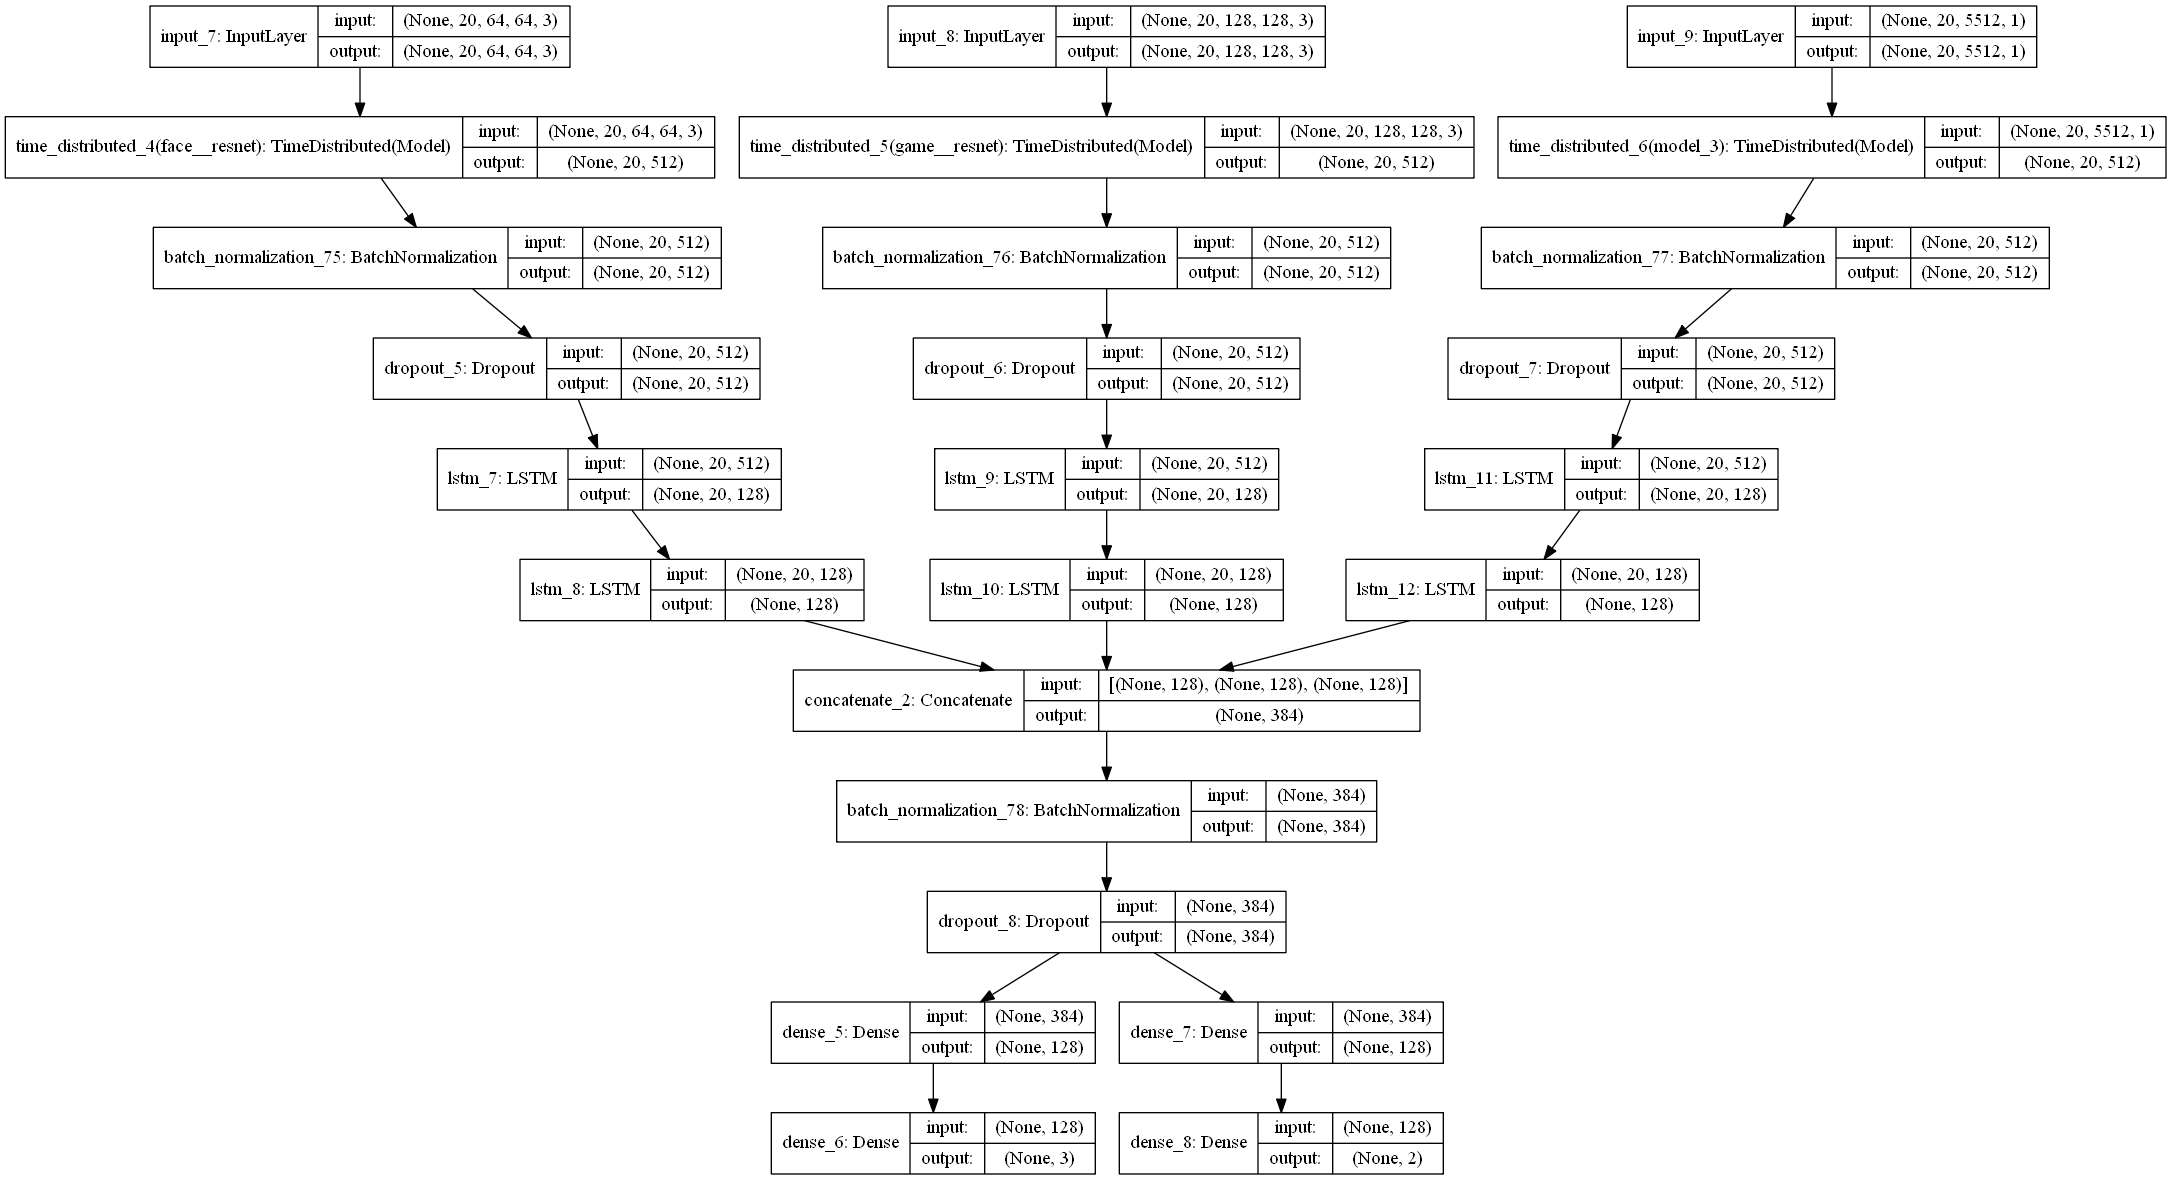 input_7: InputLayer
input: (None, 20, 64, 64, 3)
output: (None, 20, 64, 64, 3)
input_8: InputLayer
input: (None, 20, 128, 128, 3)
output: (None, 20, 128, 128, 3)
input_9: InputLayer
input: (None, 20, 5512, 1)
output: (None, 20, 5512, 1)
time_distributed_4(face__resnet): TimeDistributed(Model)
input: (None, 20, 64, 64, 3)
output: (None, 20, 512)
time_distributed_5(game__resnet): TimeDistributed(Model)
input: (None, 20, 128, 128, 3)
output: (None, 20, 512)
time_distributed_6(model_3): TimeDistributed(Model)
input: (None, 20, 5512, 1)
output: (None, 20, 512)
batch_normalization_75: BatchNormalization
input: (None, 20, 512)
output: (None, 20, 512)
batch_normalization_76: BatchNormalization
input: (None, 20, 512)
output: (None, 20, 512)
batch_normalization_77: BatchNormalization
input: (None, 20, 512)
output: (None, 20, 512)
dropout_5: Dropout
input: (None, 20, 512)
output: (None, 20, 512)
dropout_6: Dropout
input: (None, 20, 512)
output: (None, 20, 512)
dropout_7: Dropout
input: (None, 20, 512)
output: (None, 20, 512)
lstm_7: LSTM
input: (None, 20, 512)
output: (None, 20, 128)
lstm_9: LSTM
input: (None, 20, 512)
output: (None, 20, 128)
lstm_11: LSTM
input: (None, 20, 512)
output: (None, 20, 128)
lstm_8: LSTM
input: (None, 20, 128)
output: (None, 128)
lstm_10: LSTM
input: (None, 20, 128)
output: (None, 128)
lstm_12: LSTM
input: (None, 20, 128)
output: (None, 128)
concatenate_2: Concatenate
input: [(None, 128), (None, 128), (None, 128)]
output: (None, 384)
batch_normalization_78: BatchNormalization
input: (None, 384)
output: (None, 384)
dropout_8: Dropout
input: (None, 384)
output: (None, 384)
dense_5: Dense
input: (None, 384)
output: (None, 128)
dense_7: Dense
input: (None, 384)
output: (None, 128)
dense_6: Dense
input: (None, 128)
output: (None, 3)
dense_8: Dense
input: (None, 128)
output: (None, 2)